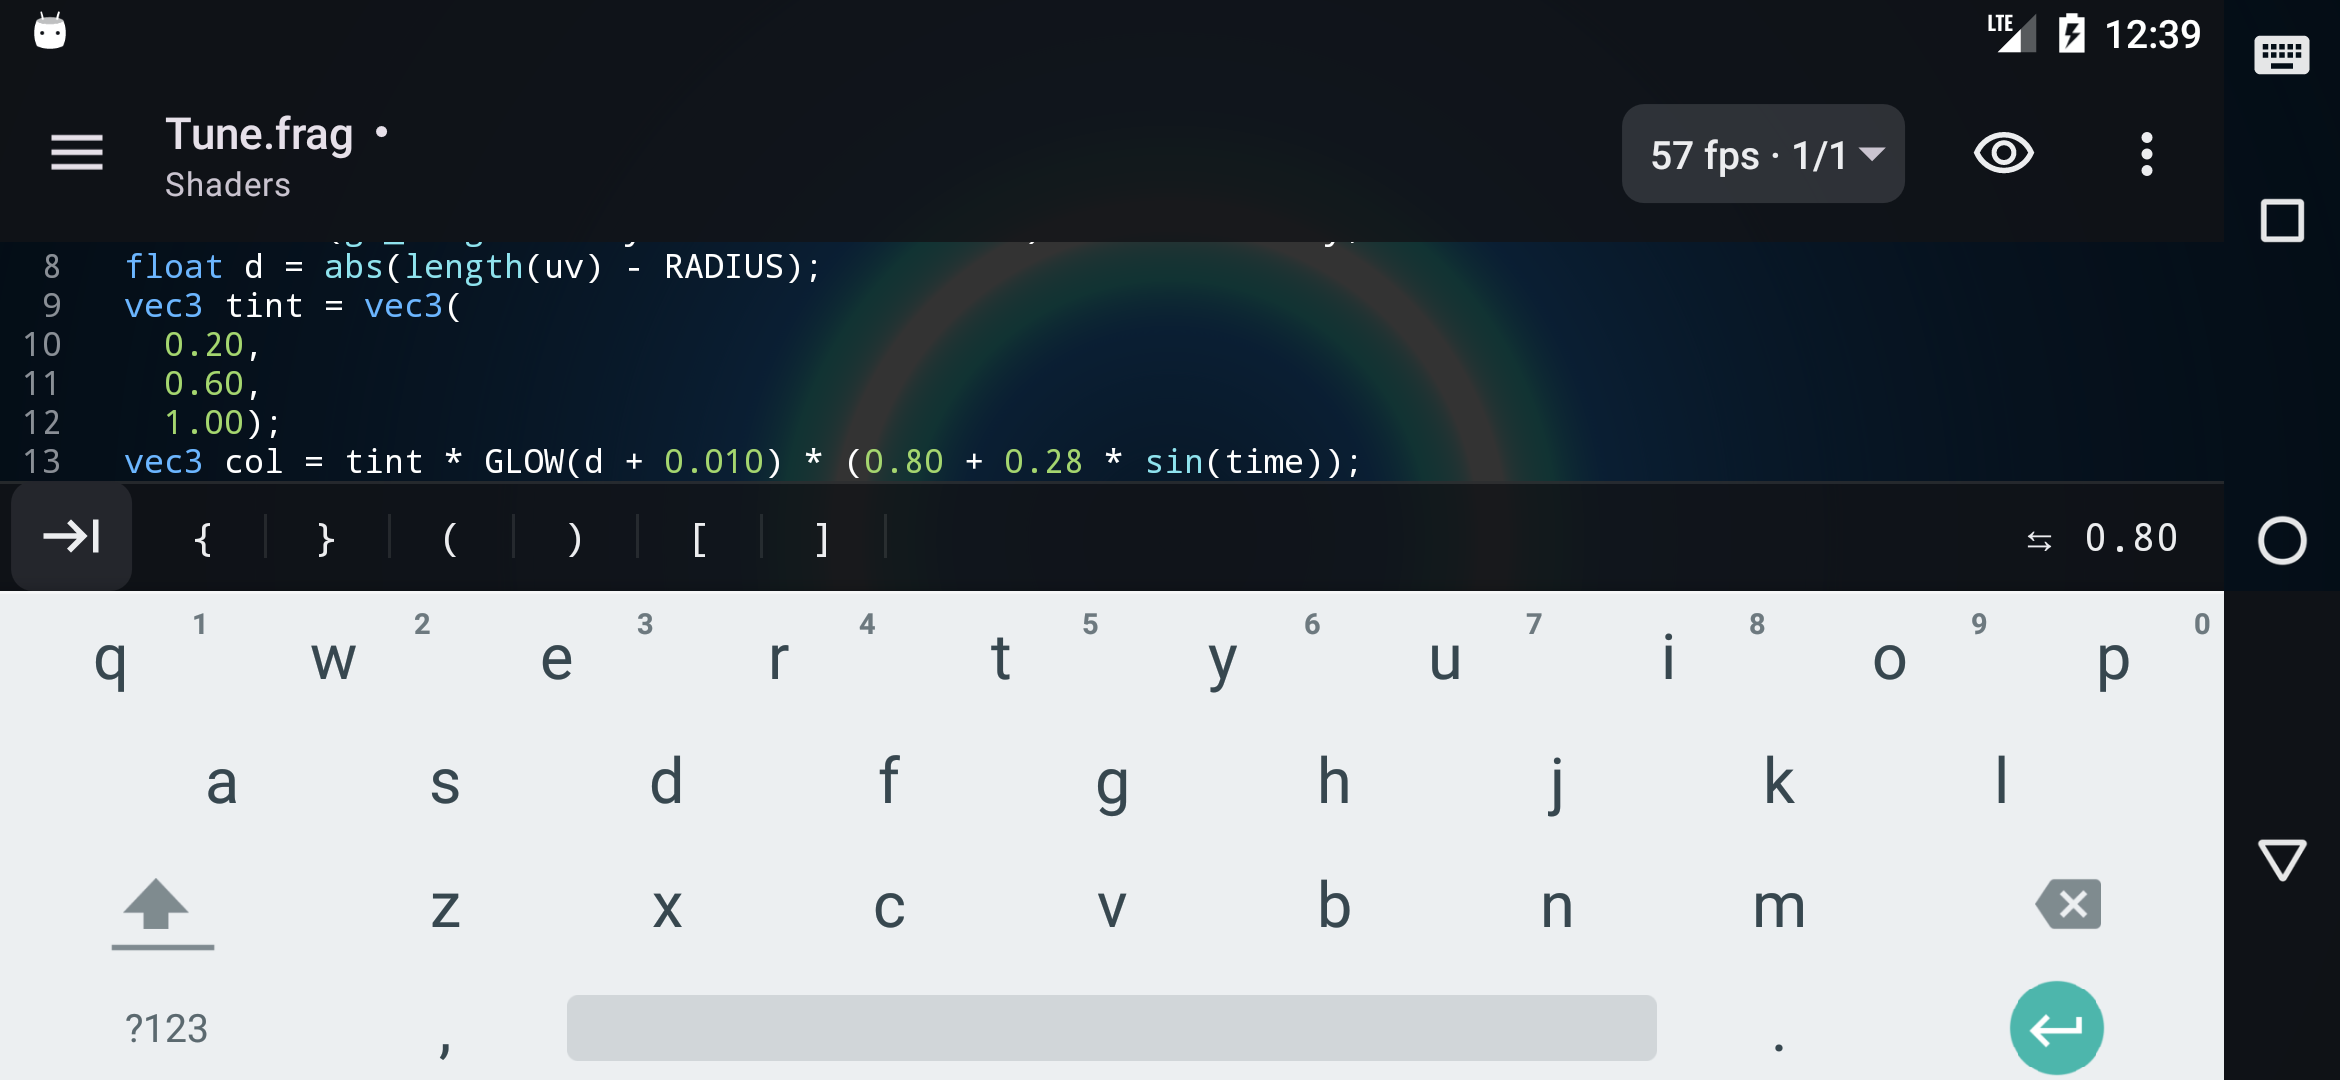 LTE 12:39
Tune.frag •
Shaders
57 fps · 1/1
8 float d = abs(length(uv) - RADIUS);
9 vec3 tint = vec3(
10 0.20,
11 0.60,
12 1.00);
13 vec3 col = tint * GLOW(d + 0.010) * (0.80 + 0.28 * sin(time));
{ } ( ) [ ] ⇆ 0.80
1 2 3 4 5 6 7 8 9 0
q w e r t y u i o p
a s d f g h j k l
z x c v b n m
?123 , .